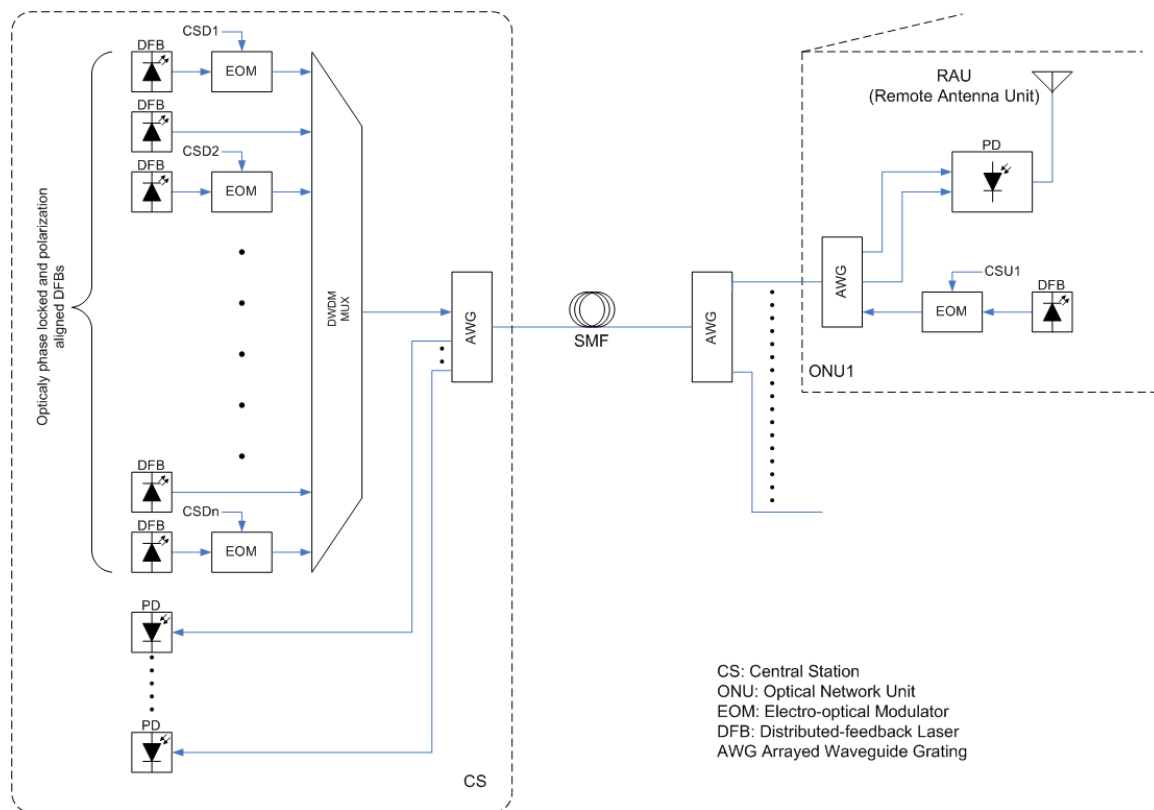 CSD1
DFB
EOM
DFB
CSD2
DFB
EOM
Opticaly phase locked and polarization
aligned DFBs
DWDM
MUX
DFB
CSDn
DFB
EOM
PD
PD
AWG
CS
SMF
AWG
RAU
(Remote Antenna Unit)
PD
AWG
CSU1
DFB
EOM
ONU1
CS: Central Station
ONU: Optical Network Unit
EOM: Electro-optical Modulator
DFB: Distributed-feedback Laser
AWG Arrayed Waveguide Grating